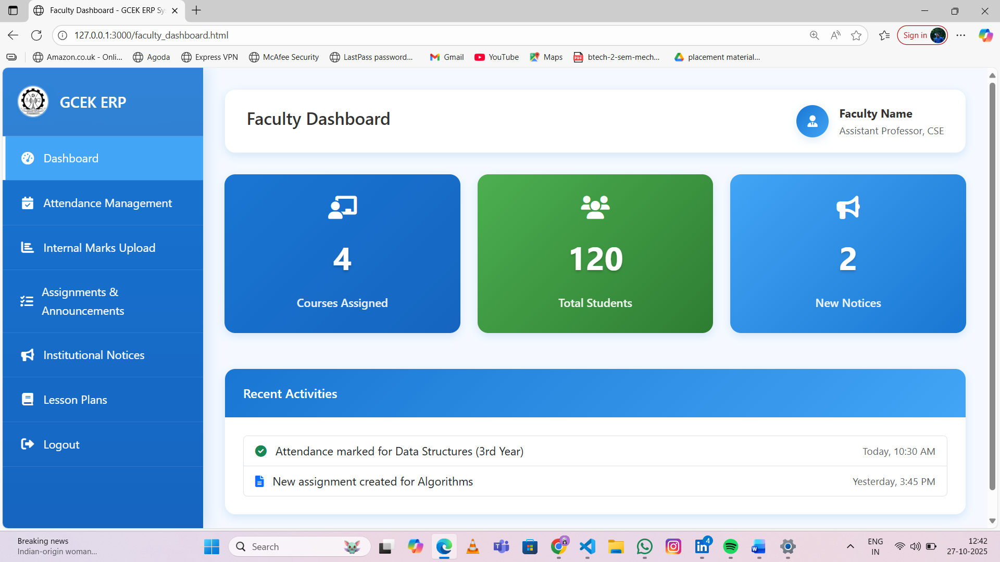 Faculty Dashboard - GCEK ERP Sy
127.0.0.1:3000/faculty_dashboard.html
Sign in
Amazon.co.uk - Onli...
Agoda
Express VPN
McAfee Security
LastPass password...
Gmail
YouTube
Maps
btech-2-sem-mech...
placement material...
GCEK ERP
Dashboard
Attendance Management
Internal Marks Upload
Assignments &
Announcements
Institutional Notices
Lesson Plans
Logout
Faculty Dashboard
Faculty Name
Assistant Professor, CSE
4
Courses Assigned
120
Total Students
2
New Notices
Recent Activities
Attendance marked for Data Structures (3rd Year)
Today, 10:30 AM
New assignment created for Algorithms
Yesterday, 3:45 PM
Breaking news
Indian-origin woman...
Search
4
ENG
IN
12:42
27-10-2025